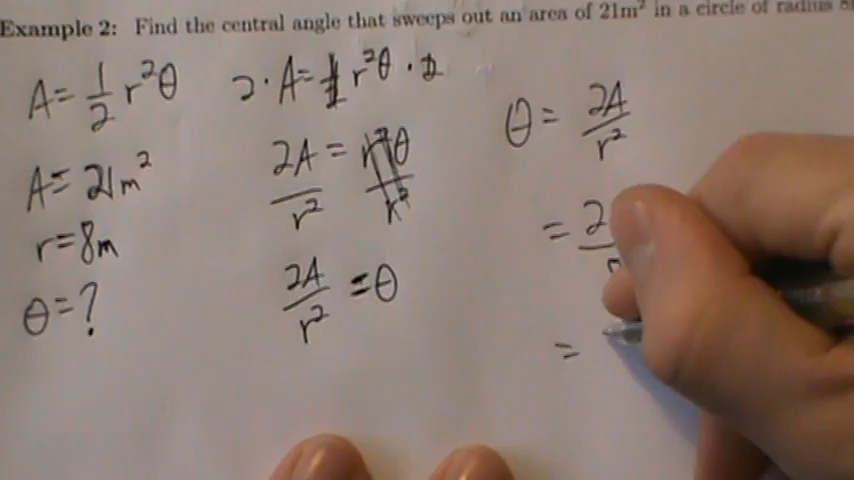 Example 2: Find the central angle that sweeps out an area of 21m² in a circle of radius
A = 1/2 r²θ
A = 21m²
r = 8m
θ = ?
2 · A = 1/2 r²θ · 2
2A/r² = r²θ/r²
2A/r² = θ
θ = 2A/r²
= 2
=